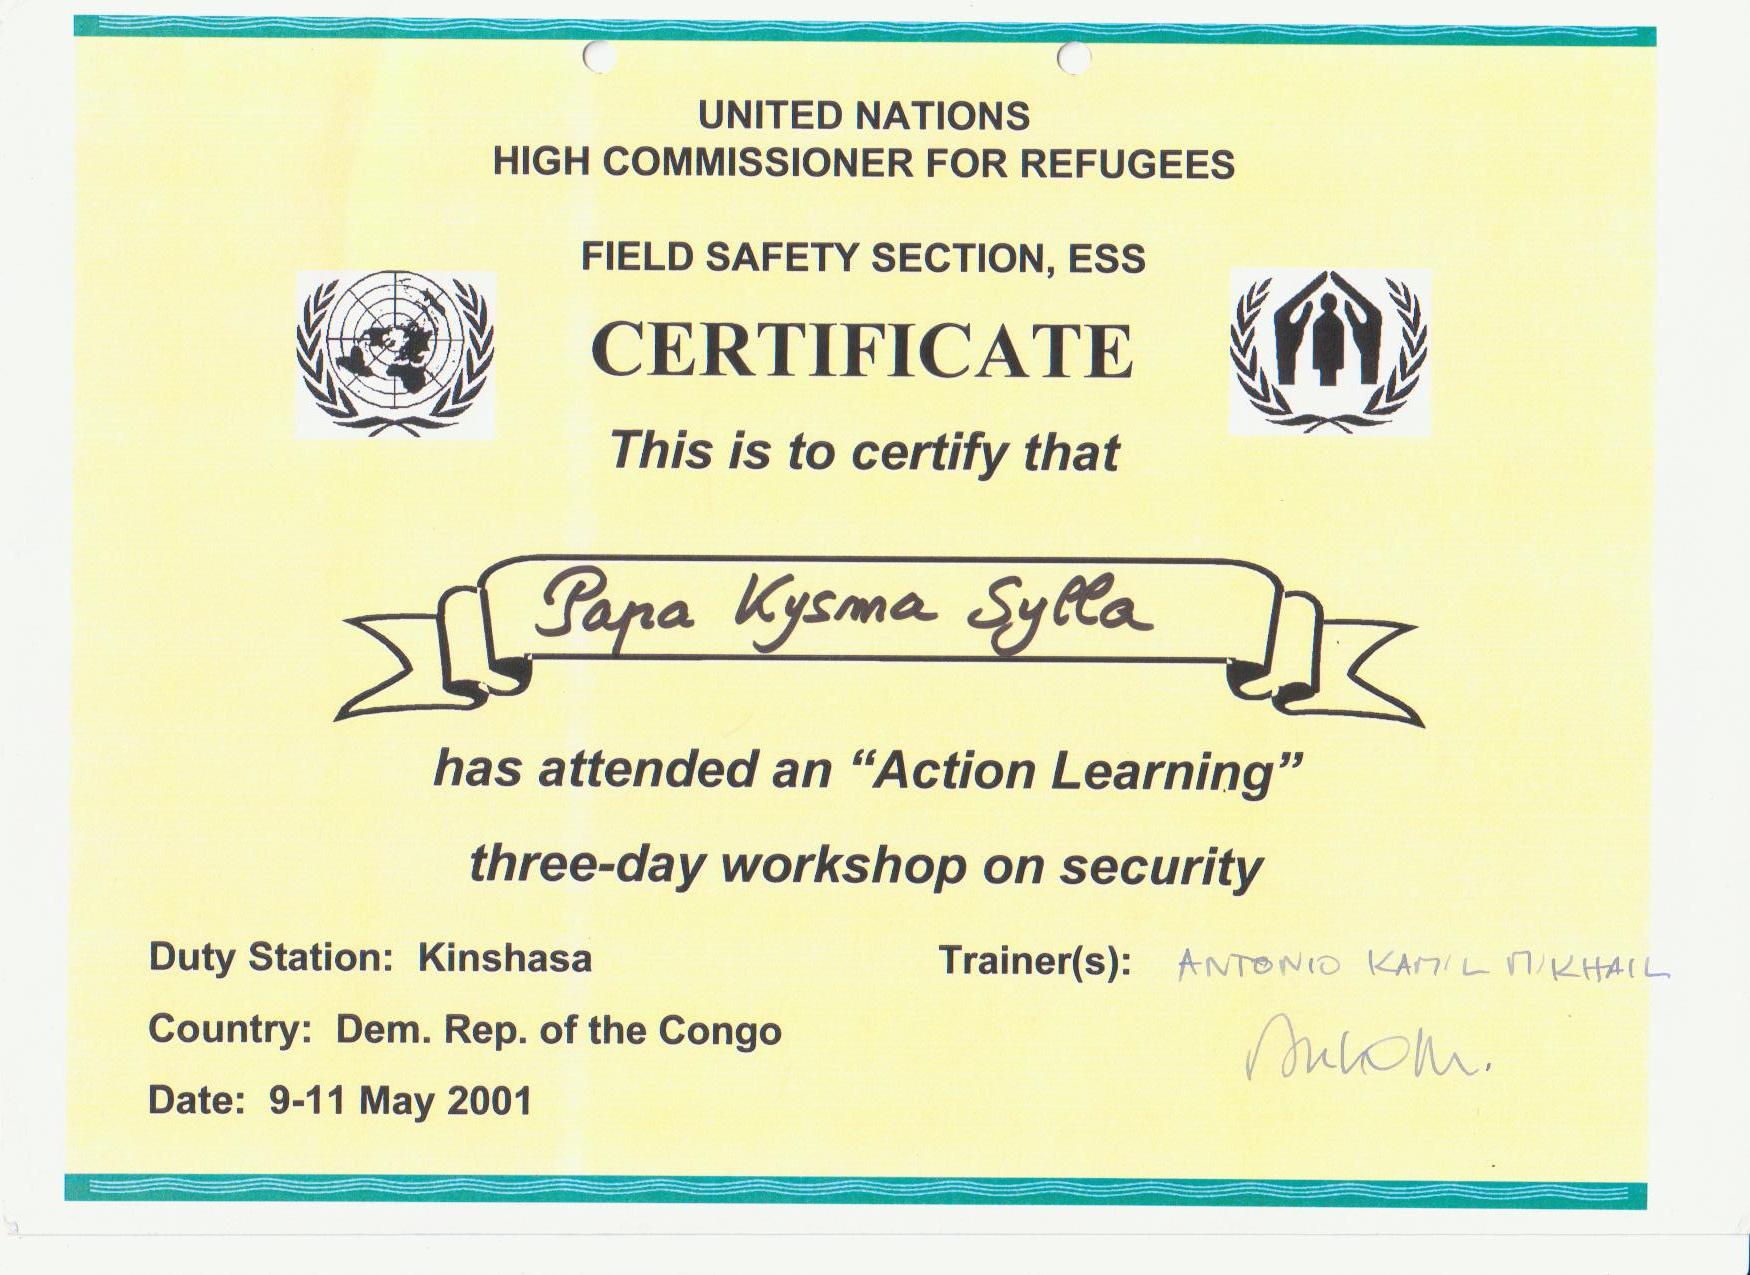 UNITED NATIONS
HIGH COMMISSIONER FOR REFUGEES
FIELD SAFETY SECTION, ESS
CERTIFICATE
This is to certify that
Papa Kysma Sylla
has attended an “Action Learning”
three-day workshop on security
Duty Station: Kinshasa
Trainer(s): ANTONIO KAMIL MIKHAIL
Country: Dem. Rep. of the Congo
Date: 9-11 May 2001